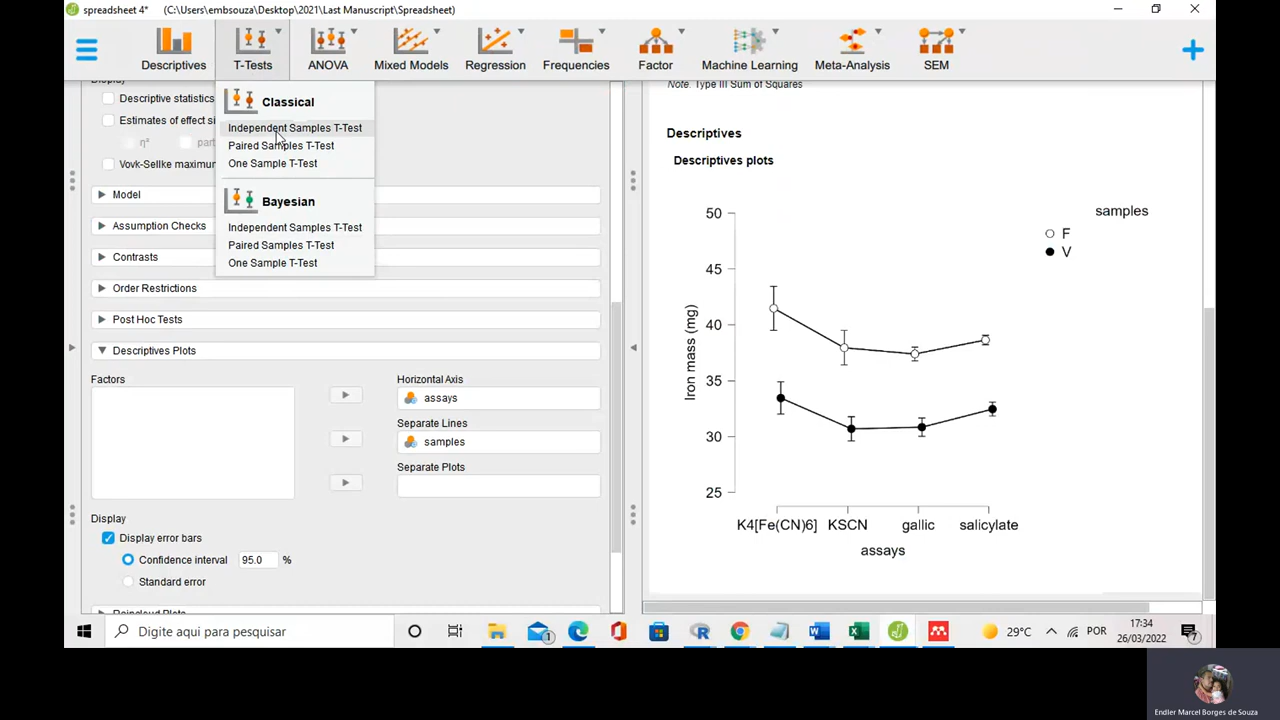 spreadsheet 4* (C:\Users\embsouza\Desktop\2021\Last Manuscript\Spreadsheet)
Descriptives
T-Tests
ANOVA
Mixed Models
Regression
Frequencies
Factor
Machine Learning
Meta-Analysis
SEM
Display
Descriptive statistics
Estimates of effect si
η²
part
Vovk-Sellke maximum
Classical
Independent Samples T-Test
Paired Samples T-Test
One Sample T-Test
Bayesian
Independent Samples T-Test
Paired Samples T-Test
One Sample T-Test
Model
Assumption Checks
Contrasts
Order Restrictions
Post Hoc Tests
Descriptives Plots
Factors
Horizontal Axis
assays
Separate Lines
samples
Separate Plots
Display
Display error bars
Confidence interval 95.0 %
Standard error
Raincloud Plots
Note. Type III Sum of Squares
Descriptives
Descriptives plots
samples
F
V
50
45
40
35
30
25
Iron mass (mg)
K4[Fe(CN)6] KSCN gallic salicylate
assays
Digite aqui para pesquisar
1
29°C
POR
17:34
26/03/2022
7
Endler Marcel Borges de Souza